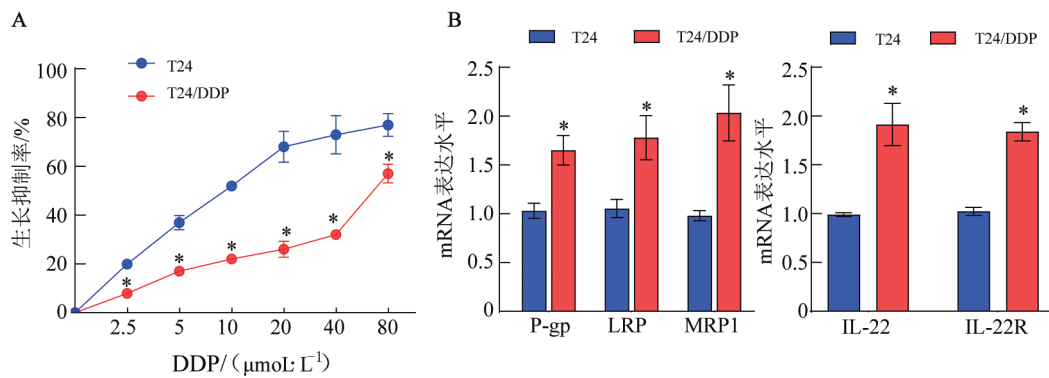 A
T24
T24/DDP
100
80
60
40
20
0
生长抑制率/%
* * * * * *
2.5 5 10 20 40 80
DDP/（μmoL·L⁻¹）
B
T24 T24/DDP
2.5
2.0
1.5
1.0
0.5
0
mRNA表达水平
* * *
P-gp LRP MRP1
T24 T24/DDP
2.5
2.0
1.5
1.0
0.5
0
mRNA表达水平
* *
IL-22 IL-22R